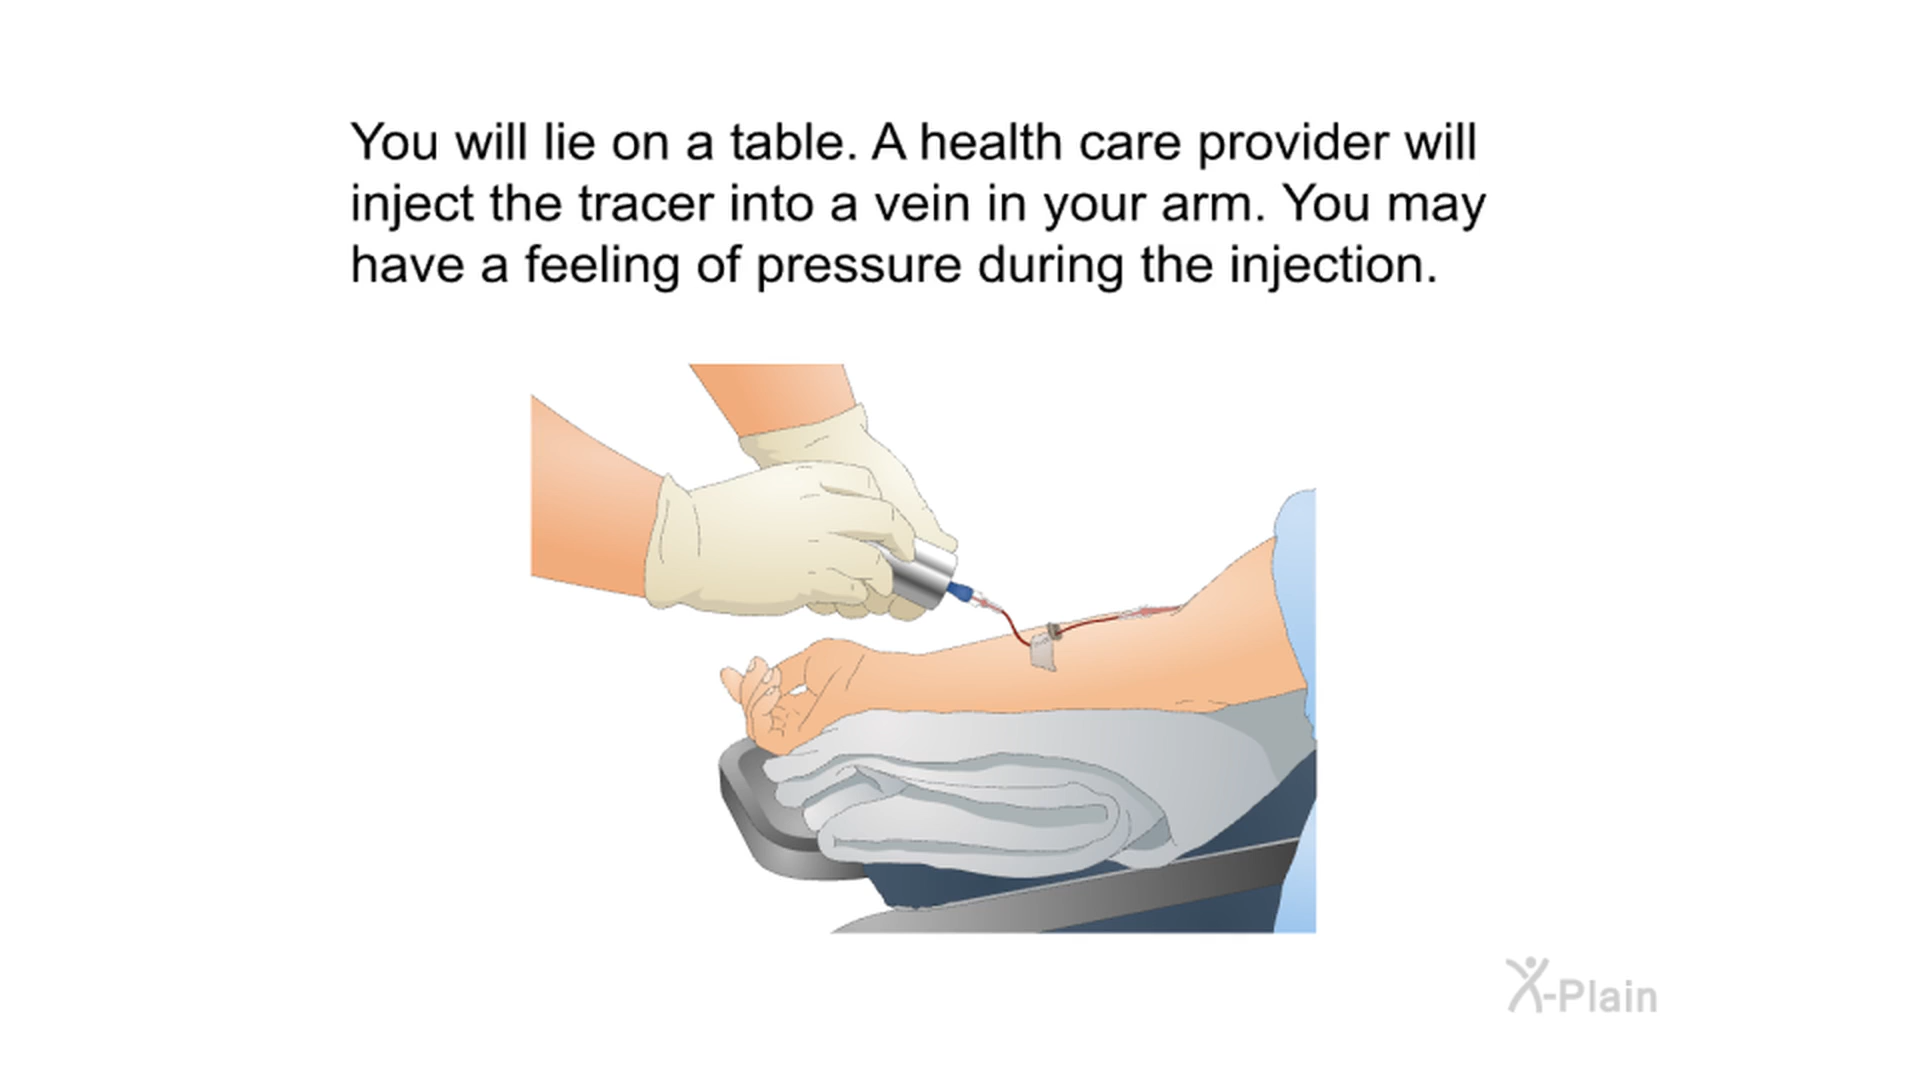 You will lie on a table. A health care provider will
inject the tracer into a vein in your arm. You may
have a feeling of pressure during the injection.
X-Plain